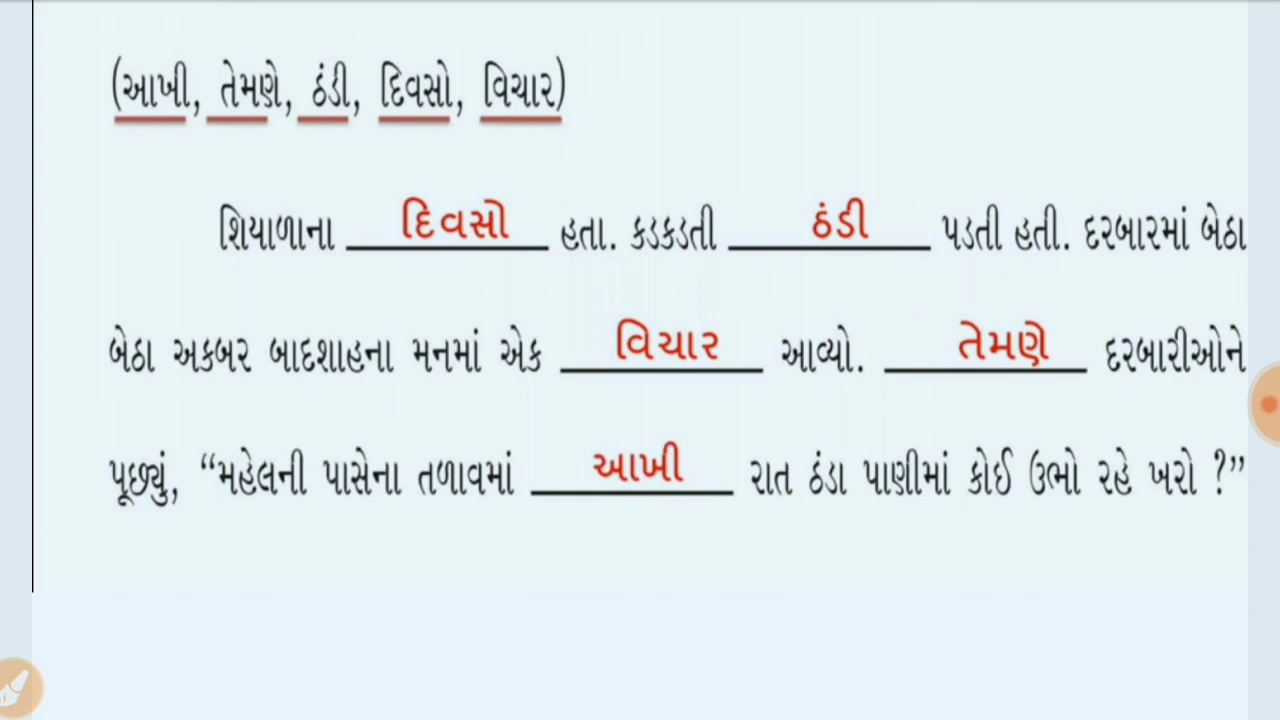 (આખી, તેમણે, ઠંડી, દિવસો, વિચાર)
શિયાળાના દિવસો હતા. કડકડતી ઠંડી પડતી હતી. દરબારમાં બેઠા
બેઠા અકબર બાદશાહના મનમાં એક વિચાર આવ્યો. તેમણે દરબારીઓને
પૂછ્યું, “મહેલની પાસેના તળાવમાં આખી રાત ઠંડા પાણીમાં કોઈ ઉભો રહે ખરો ?”